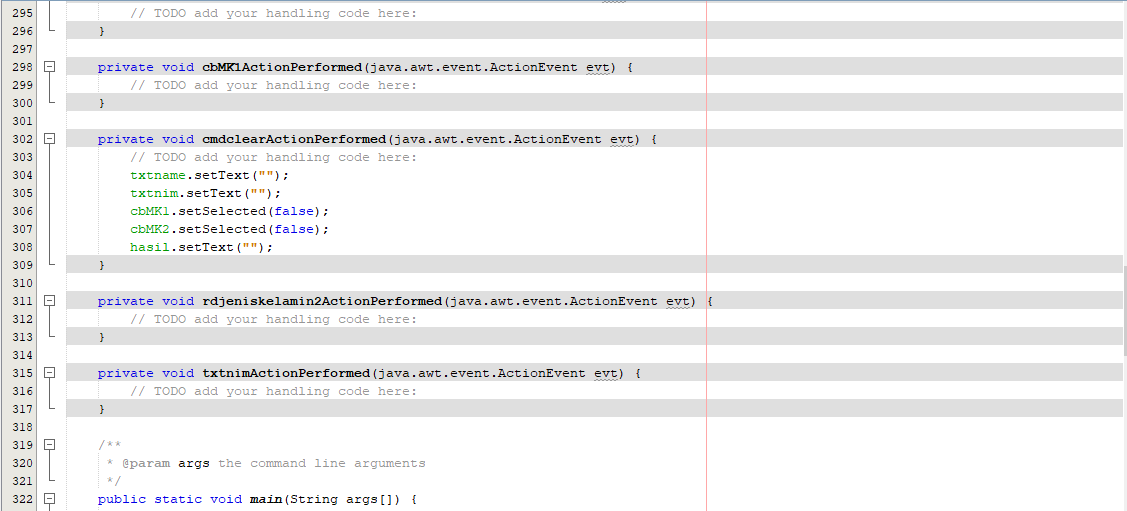 295 // TODO add your handling code here:
296 }
297
298 private void cbMK1ActionPerformed(java.awt.event.ActionEvent evt) {
299 // TODO add your handling code here:
300 }
301
302 private void cmdclearActionPerformed(java.awt.event.ActionEvent evt) {
303 // TODO add your handling code here:
304 txtname.setText("");
305 txtnim.setText("");
306 cbMK1.setSelected(false);
307 cbMK2.setSelected(false);
308 hasil.setText("");
309 }
310
311 private void rdjeniskelamin2ActionPerformed(java.awt.event.ActionEvent evt) {
312 // TODO add your handling code here:
313 }
314
315 private void txtnimActionPerformed(java.awt.event.ActionEvent evt) {
316 // TODO add your handling code here:
317 }
318
319 /**
320 * @param args the command line arguments
321 */
322 public static void main(String args[]) {